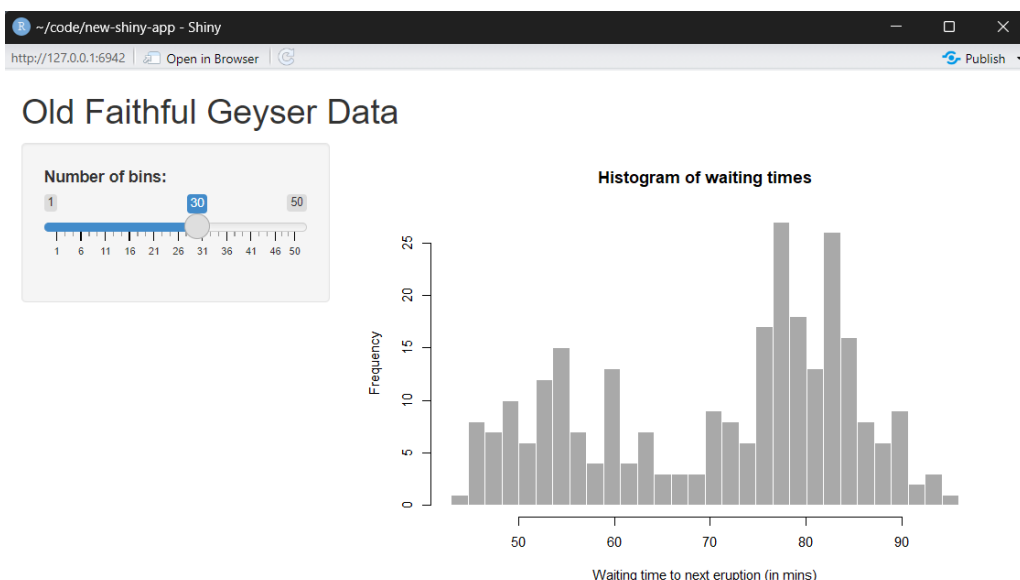 R ~/code/new-shiny-app - Shiny
http://127.0.0.1:6942 Open in Browser Publish
Old Faithful Geyser Data
Number of bins:
1 30 50
1 6 11 16 21 26 31 36 41 46 50
Histogram of waiting times
Frequency
25
20
15
10
5
0
50 60 70 80 90
Waiting time to next eruption (in mins)